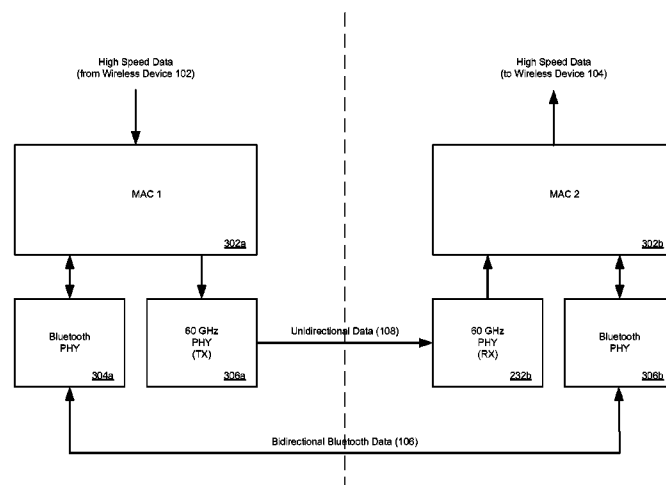 High Speed Data
(from Wireless Device 102)
High Speed Data
(to Wireless Device 104)
MAC 1
302a
MAC 2
302b
Bluetooth
PHY
304a
60 GHz
PHY
(TX)
306a
Unidirectional Data (108)
60 GHz
PHY
(RX)
232b
Bluetooth
PHY
306b
Bidirectional Bluetooth Data (106)